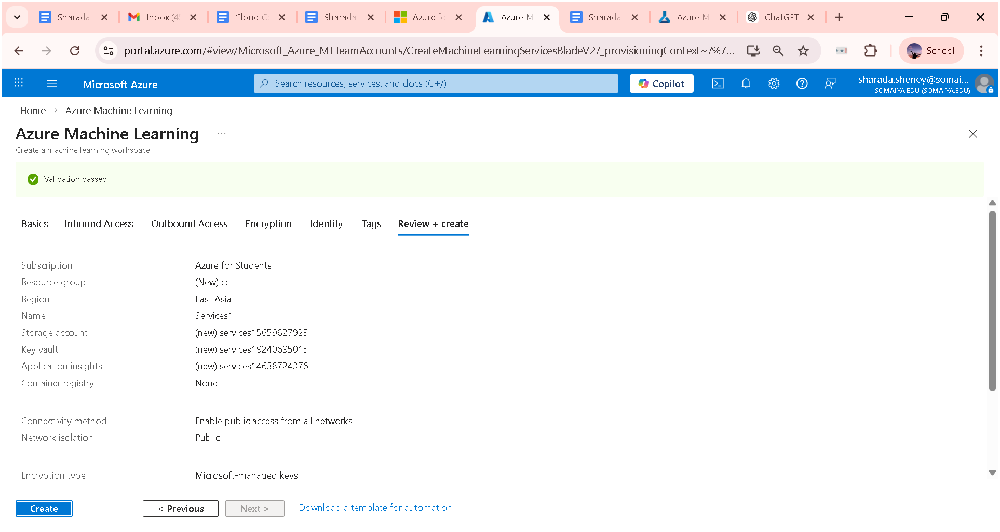 Sharada
Inbox (4
Cloud C
Sharada
Azure fo
Azure M
Sharada
Azure M
ChatGPT
portal.azure.com/#view/Microsoft_Azure_MLTeamAccounts/CreateMachineLearningServicesBladeV2/_provisioningContext~/%7...
School
Microsoft Azure
Search resources, services, and docs (G+/)
Copilot
sharada.shenoy@somai...
SOMAIYA.EDU (SOMAIYA.EDU)
Home > Azure Machine Learning
Azure Machine Learning ...
Create a machine learning workspace
Validation passed
Basics Inbound Access Outbound Access Encryption Identity Tags Review + create
Subscription Azure for Students
Resource group (New) cc
Region East Asia
Name Services1
Storage account (new) services15659627923
Key vault (new) services19240695015
Application insights (new) services14638724376
Container registry None
Connectivity method Enable public access from all networks
Network isolation Public
Encryption type Microsoft-managed keys
Create < Previous Next > Download a template for automation